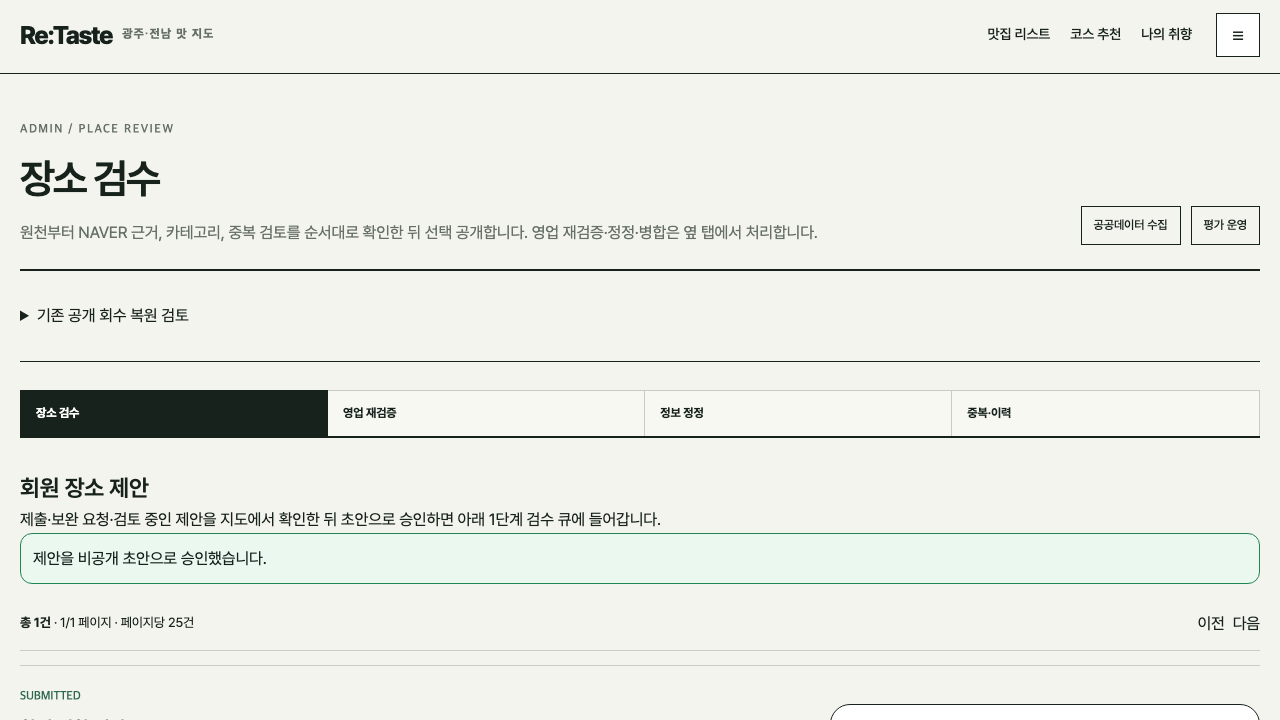 Re:Taste 광주·전남 맛 지도
맛집 리스트 코스 추천 나의 취향 ≡
ADMIN / PLACE REVIEW
장소 검수
원천부터 NAVER 근거, 카테고리, 중복 검토를 순서대로 확인한 뒤 선택 공개합니다. 영업 재검증·정정·병합은 옆 탭에서 처리합니다.
공공데이터 수집 평가 운영
▶ 기존 공개 회수 복원 검토
장소 검수 영업 재검증 정보 정정 중복·이력
회원 장소 제안
제출·보완 요청·검토 중인 제안을 지도에서 확인한 뒤 초안으로 승인하면 아래 1단계 검수 큐에 들어갑니다.
제안을 비공개 초안으로 승인했습니다.
총 1건 · 1/1 페이지 · 페이지당 25건
이전 다음
SUBMITTED